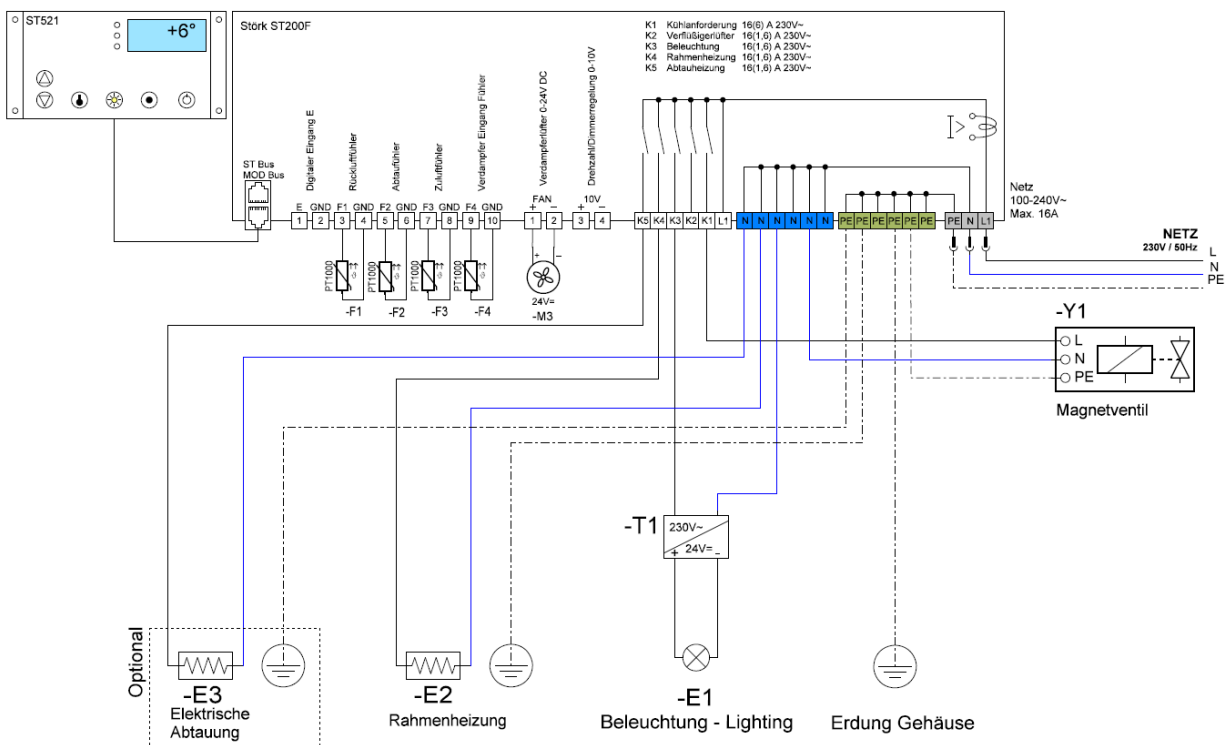 ST521
+6°
Störk ST200F
K1 Kühlanforderung 16(6) A 230V~
K2 Verflüßigerlüfter 16(1,6) A 230V~
K3 Beleuchtung 16(1,6) A 230V~
K4 Rahmenheizung 16(1,6) A 230V~
K5 Abtauheizung 16(1,6) A 230V~
Digitaler Eingang E
Rückluftfühler
Abtaufühler
Zuluftfühler
Verdampfer Eingang Fühler
Verdampferlüfter 0-24V DC
Drehzahl/Dimmerregelung 0-10V
ST Bus
MOD Bus
E GND F1 GND F2 GND F3 GND F4 GND
1 2 3 4 5 6 7 8 9 10
FAN
+ −
1 2
10V
+ −
3 4
K5 K4 K3 K2 K1 L1
N N N N N N
PE PE PE PE PE PE
PE N L1
I>
Netz
100-240V~
Max. 16A
NETZ
230V / 50Hz
L
N
PE
PT1000
-F1
PT1000
-F2
PT1000
-F3
PT1000
-F4
+ −
24V=
-M3
-Y1
L
N
PE
Magnetventil
-T1
230V~
+ 24V= −
Optional
-E3
Elektrische
Abtauung
-E2
Rahmenheizung
-E1
Beleuchtung - Lighting
Erdung Gehäuse